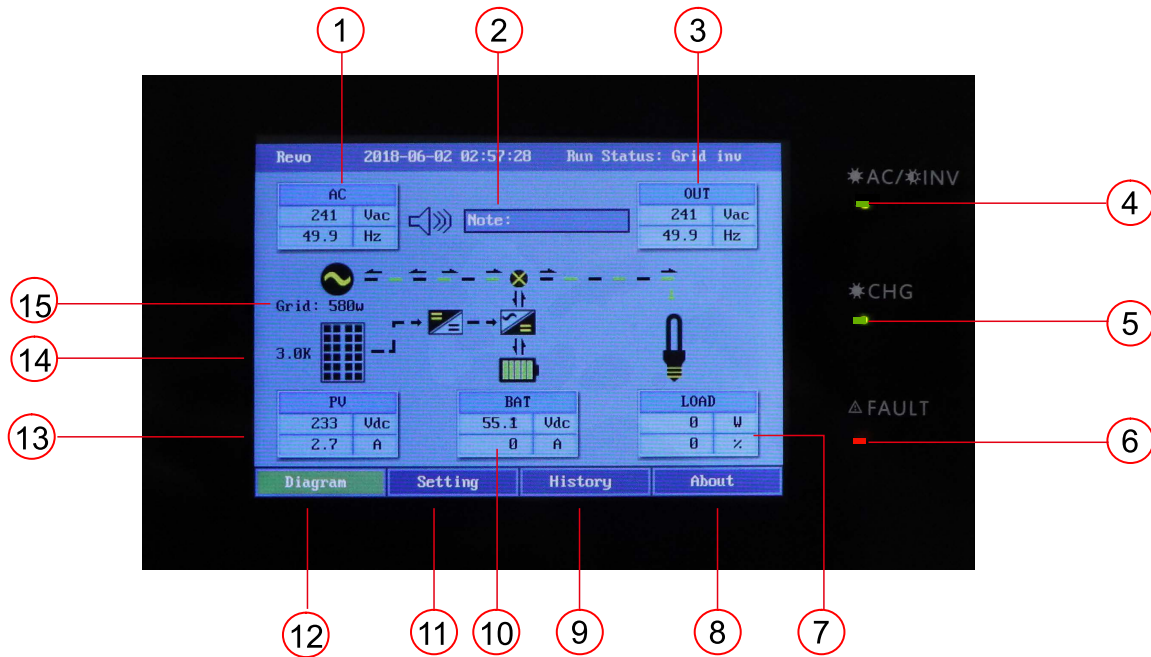 1 2 3
Revo 2018-06-02 02:57:28 Run Status: Grid inv
AC/INV
4
AC
241 Vac
49.9 Hz
Note:
OUT
241 Vac
49.9 Hz
CHG
5
15
Grid: 580w
14
3.0K
FAULT
6
13
PV
233 Vdc
2.7 A
BAT
55.1 Vdc
0 A
LOAD
0 W
0 %
Diagram Setting History About
12 11 10 9 8 7